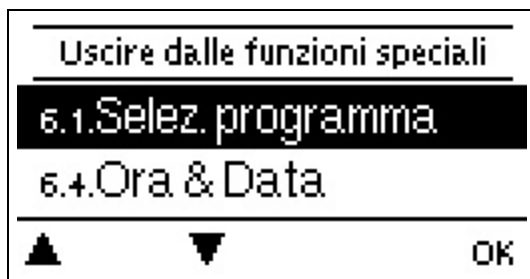 Uscire dalle funzioni speciali
6.1.Selez. programma
6.4.Ora & Data
▲ ▼ OK